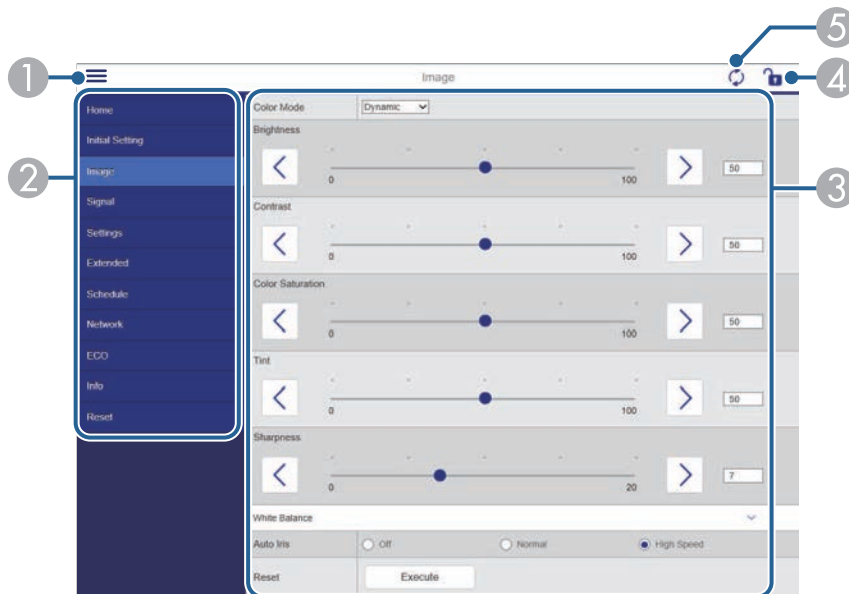 5
1
Image
4
Home
Initial Setting
Image
Signal
Settings
Extended
Schedule
Network
ECO
Info
Reset
2
Color Mode
Dynamic
Brightness
0
100
50
3
Contrast
0
100
50
Color Saturation
0
100
50
Tint
0
100
50
Sharpness
0
20
7
White Balance
Auto Iris
Off
Normal
High Speed
Reset
Execute